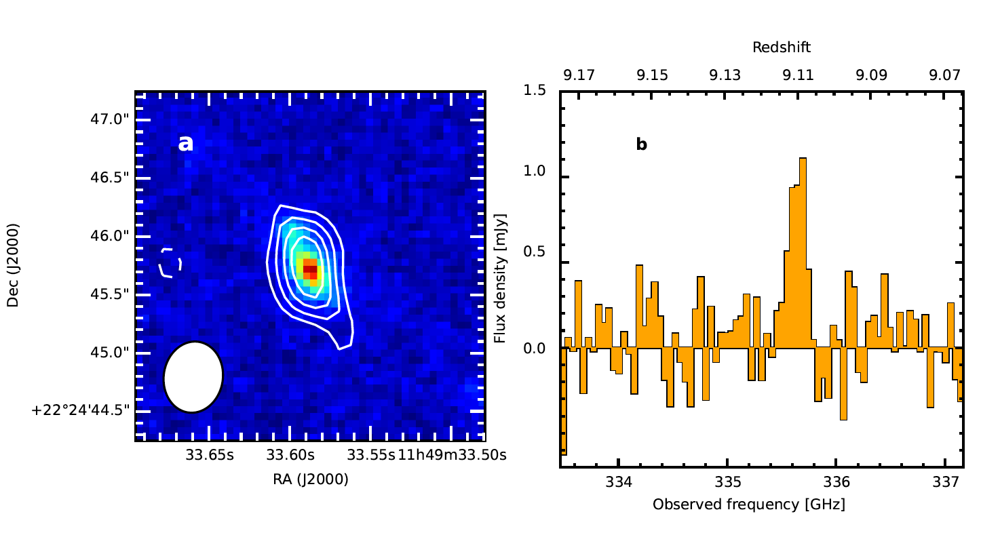 a
47.0"
46.5"
46.0"
45.5"
45.0"
+22°24'44.5"
Dec (J2000)
33.65s
33.60s
33.55s
11h49m33.50s
RA (J2000)
Redshift
9.17
9.15
9.13
9.11
9.09
9.07
b
1.5
1.0
0.5
0.0
Flux density [mJy]
334
335
336
337
Observed frequency [GHz]